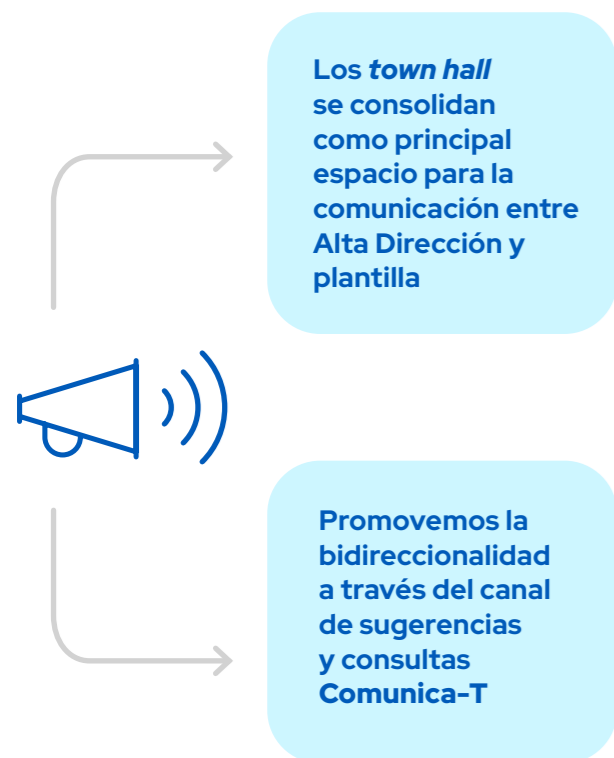 Los town hall
se consolidan
como principal
espacio para la
comunicación entre
Alta Dirección y
plantilla
Promovemos la
bidireccionalidad
a través del canal
de sugerencias
y consultas
Comunica-T